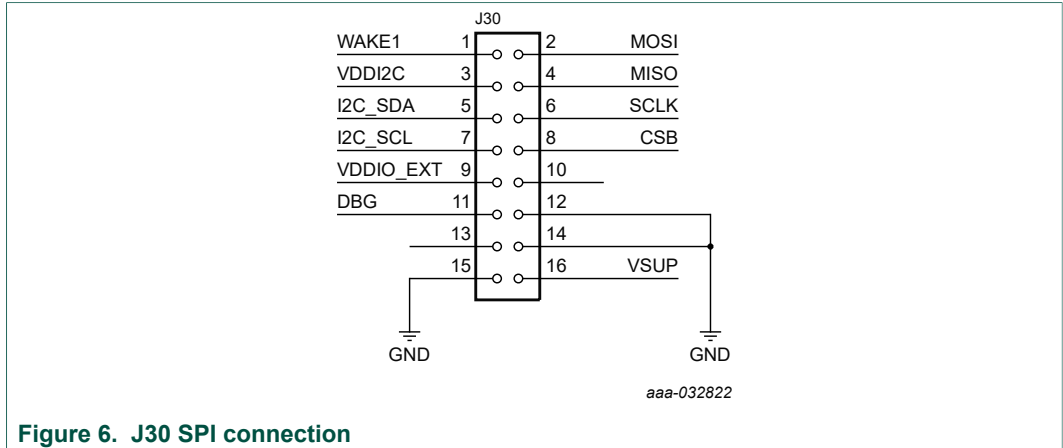 J30
WAKE1 1 2 MOSI
VDDI2C 3 4 MISO
I2C_SDA 5 6 SCLK
I2C_SCL 7 8 CSB
VDDIO_EXT 9 10
DBG 11 12
13 14
15 16 VSUP
GND GND
aaa-032822
Figure 6. J30 SPI connection